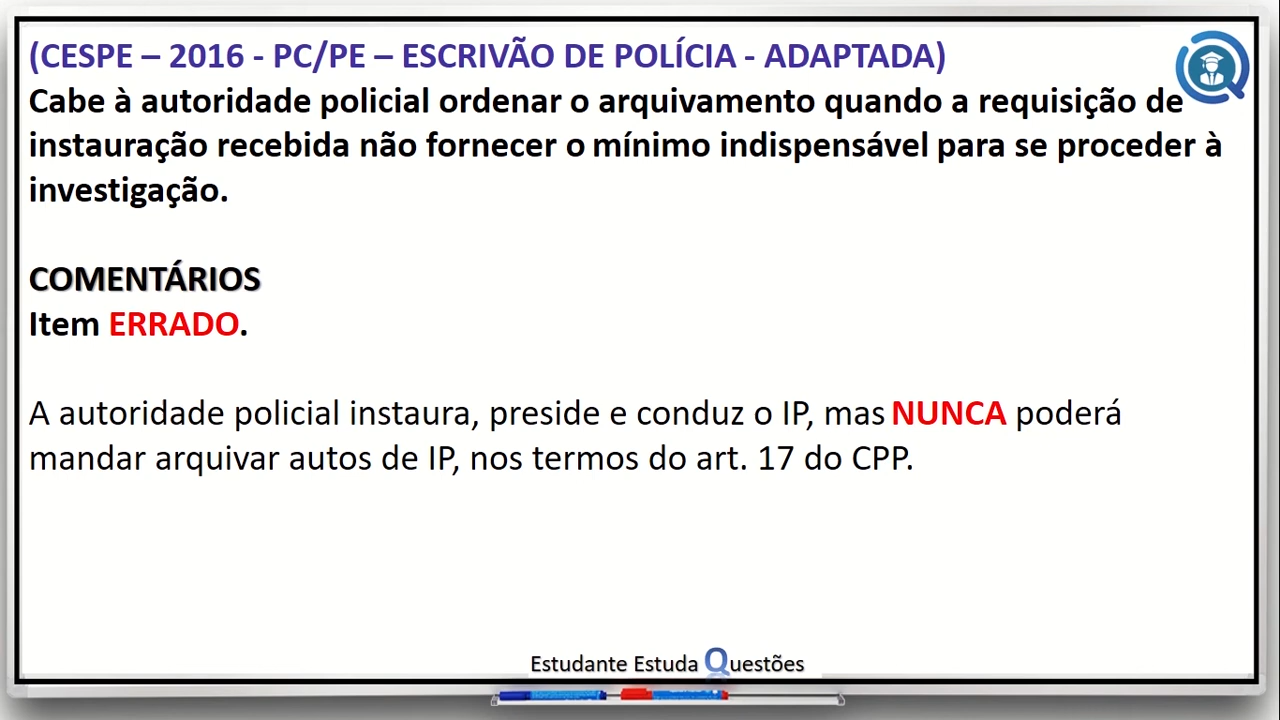 (CESPE – 2016 - PC/PE – ESCRIVÃO DE POLÍCIA - ADAPTADA)
Cabe à autoridade policial ordenar o arquivamento quando a requisição de
instauração recebida não fornecer o mínimo indispensável para se proceder à
investigação.
COMENTÁRIOS
Item ERRADO.
A autoridade policial instaura, preside e conduz o IP, mas NUNCA poderá
mandar arquivar autos de IP, nos termos do art. 17 do CPP.
Estudante Estuda Questões